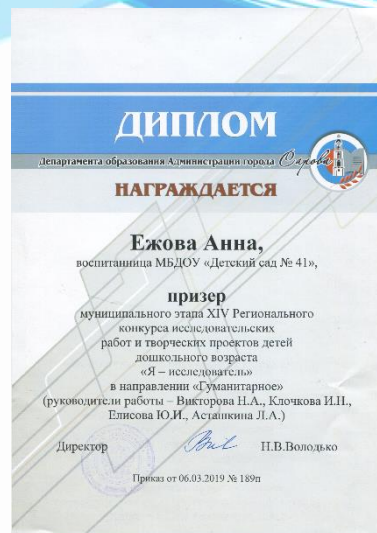 ДИПЛОМ
Департамента образования Администрации города Сарова
НАГРАЖДАЕТСЯ
Ежова Анна,
воспитанница МБДОУ «Детский сад № 41»,
призер
муниципального этапа XIV Регионального
конкурса исследовательских
работ и творческих проектов детей
дошкольного возраста
«Я – исследователь»
в направлении «Гуманитарное»
(руководители работы – Викторова Н.А., Клочкова И.Н.,
Елисова Ю.И., Асташкина Л.А.)
Директор Н.В.Володько
Приказ от 06.03.2019 № 189п